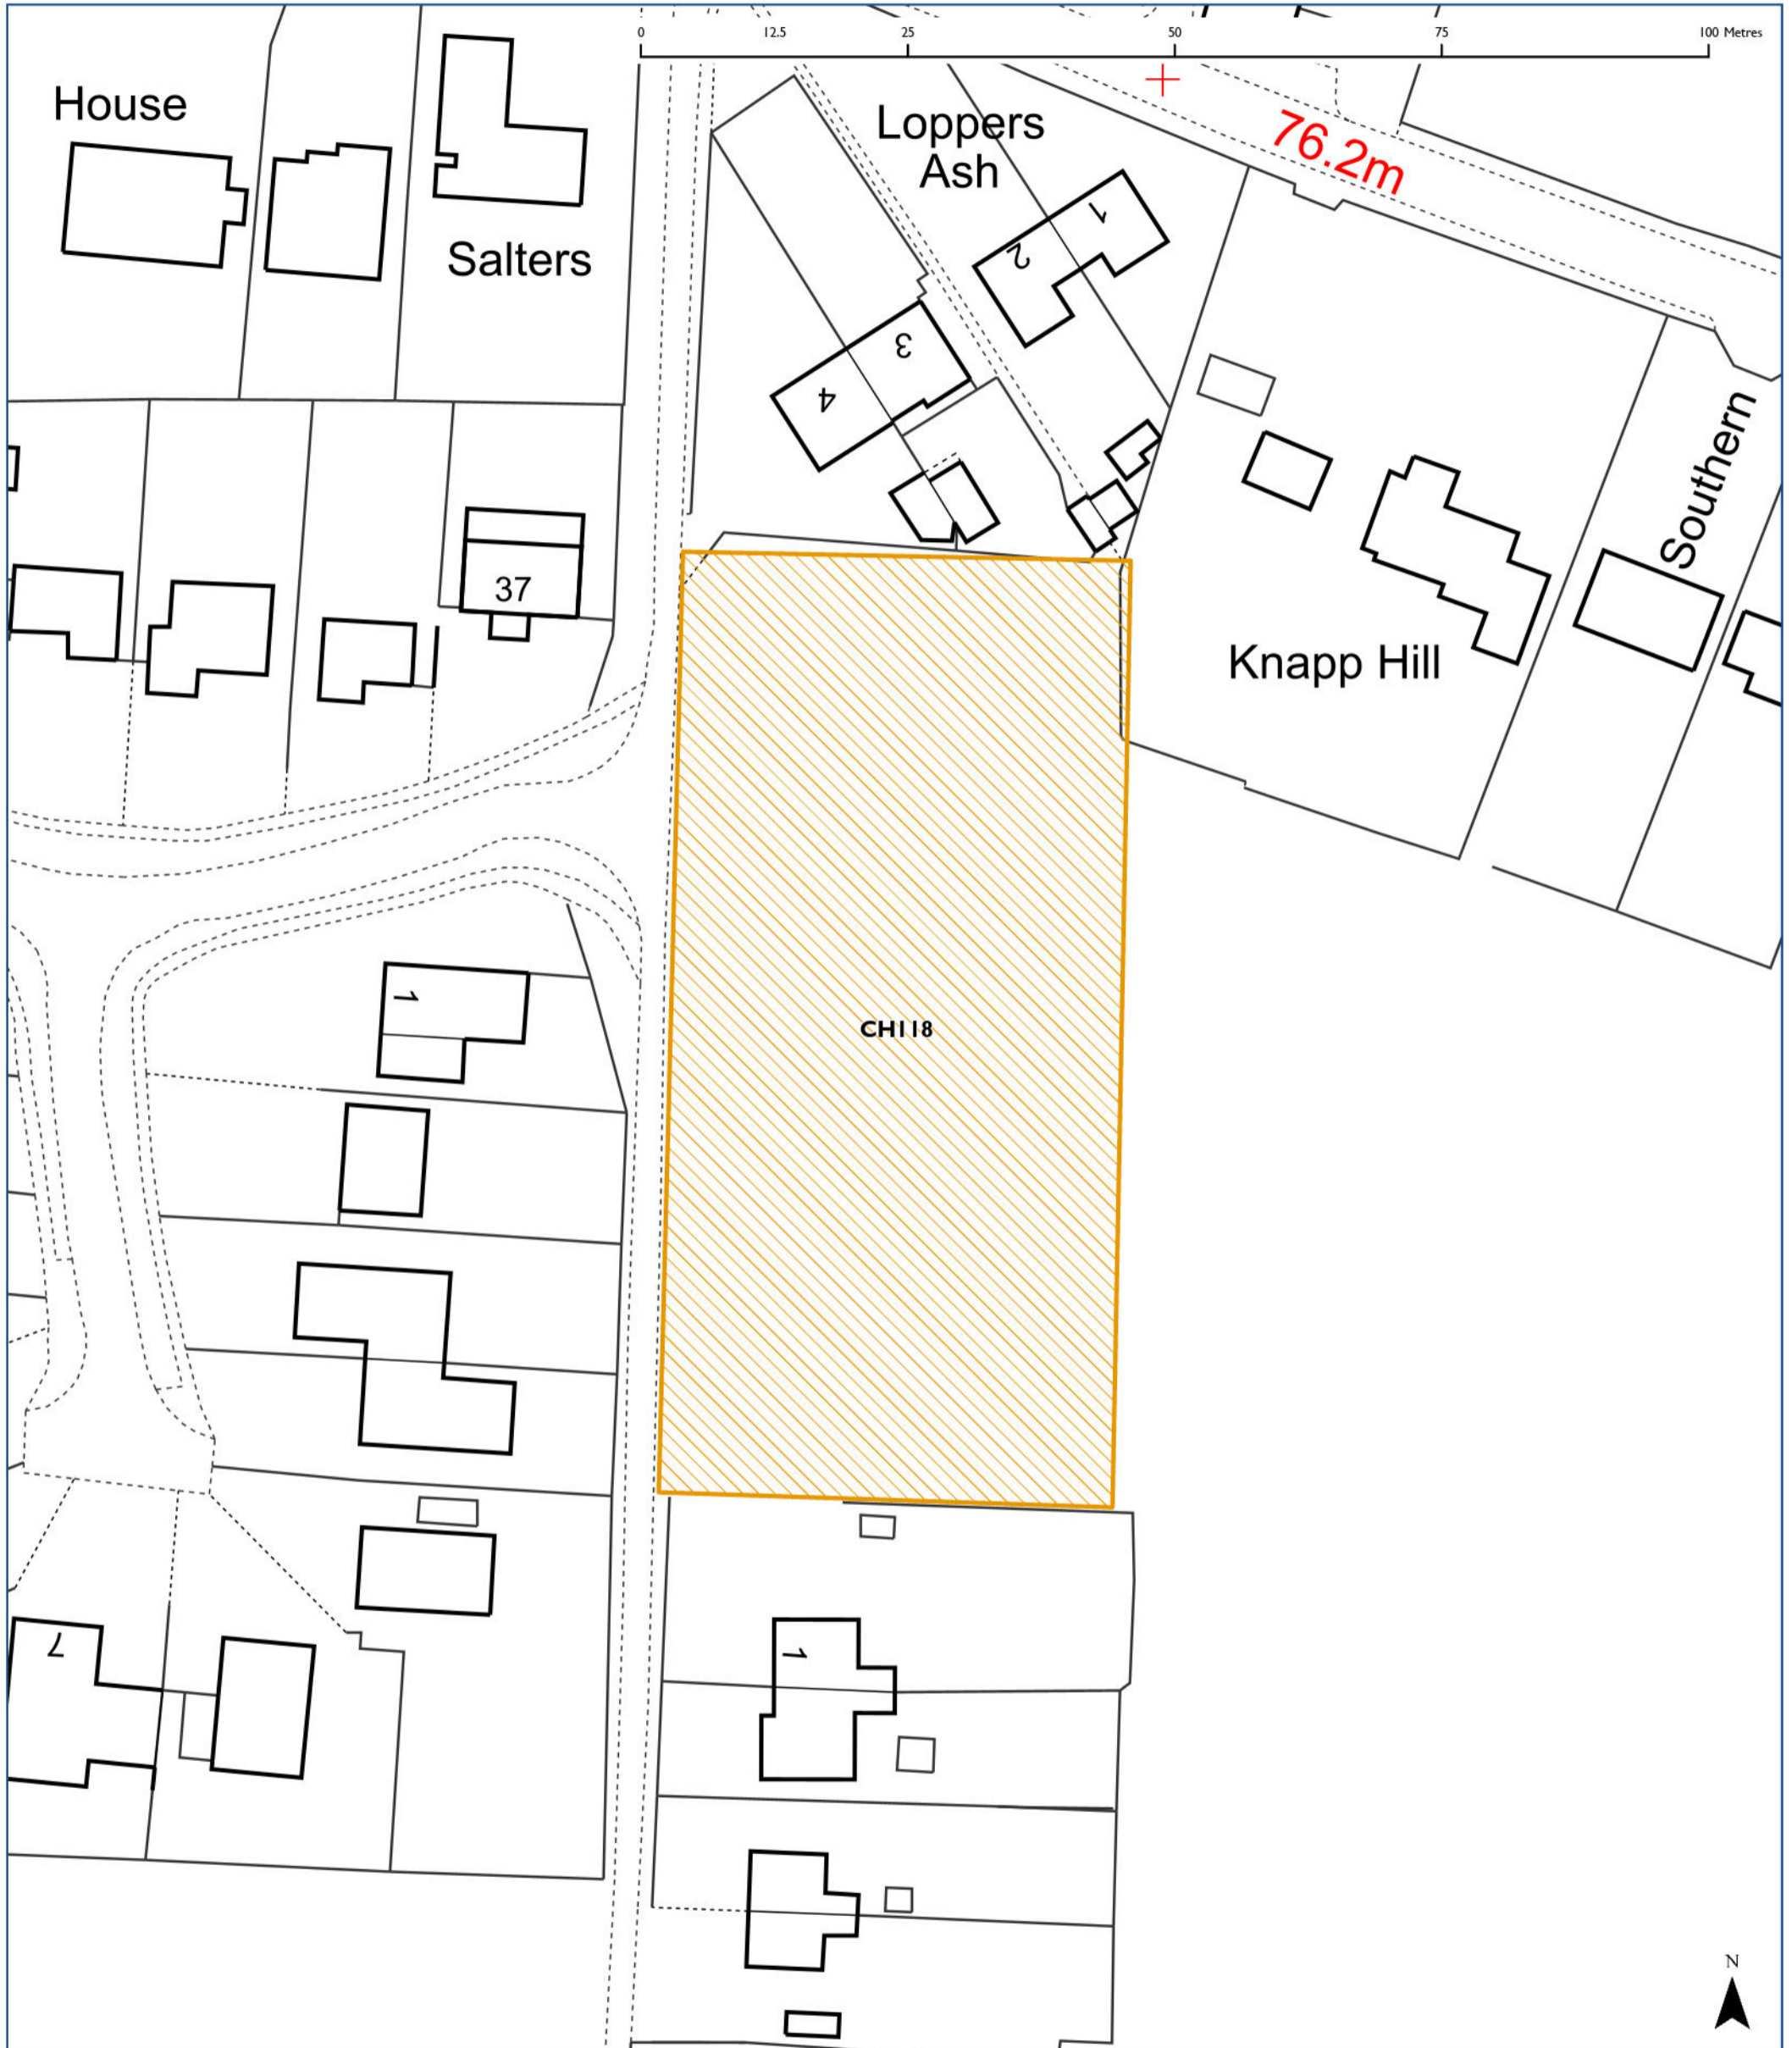 0 12.5 25 50 75 100 Metres
House
Loppers
Ash
76.2m
1
2
Salters
3
4
Southern
37
Knapp Hill
1
CH118
7
1
N